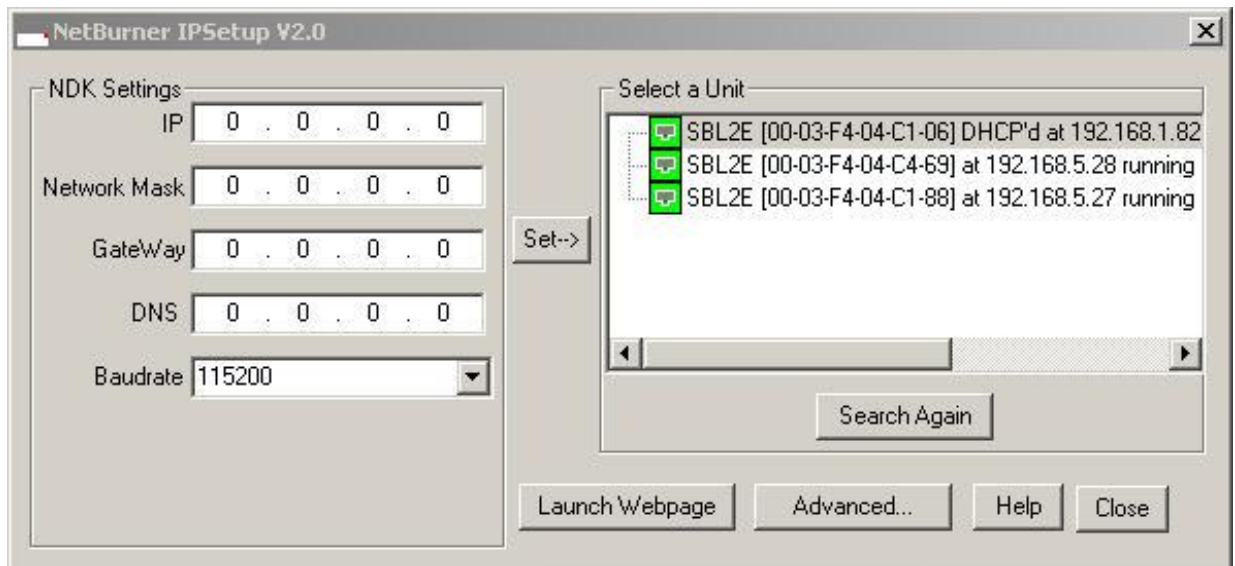 NetBurner IPSetup V2.0
NDK Settings
IP 0 . 0 . 0 . 0
Network Mask 0 . 0 . 0 . 0
GateWay 0 . 0 . 0 . 0
DNS 0 . 0 . 0 . 0
Baudrate 115200
Set-->
Select a Unit
SBL2E [00-03-F4-04-C1-06] DHCP'd at 192.168.1.82
SBL2E [00-03-F4-04-C4-69] at 192.168.5.28 running
SBL2E [00-03-F4-04-C1-88] at 192.168.5.27 running
Search Again
Launch Webpage
Advanced...
Help
Close